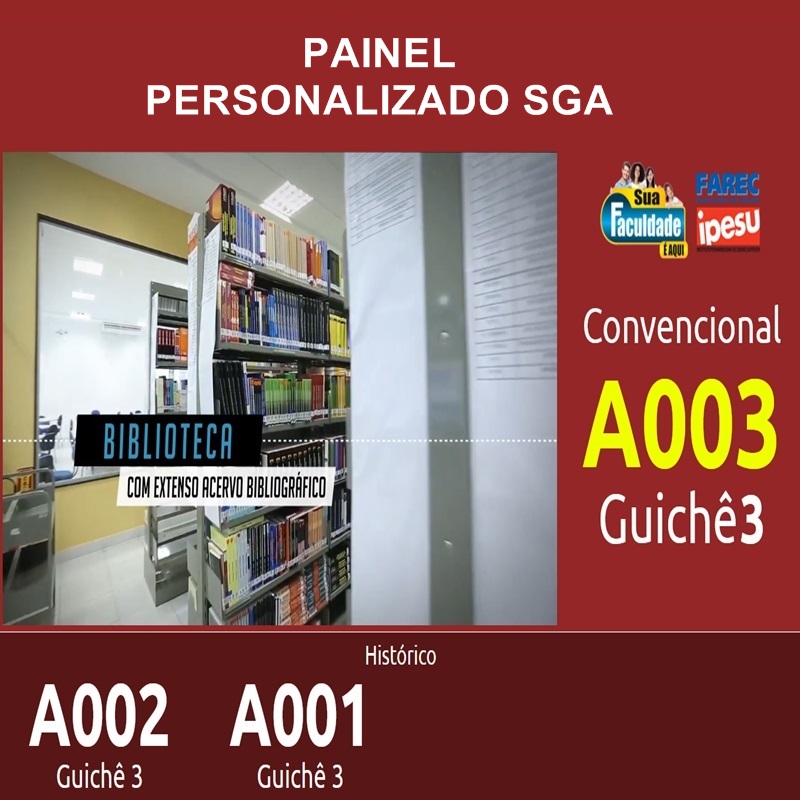 PAINEL
PERSONALIZADO SGA
Sua
Faculdade
É AQUI
FAREC
ipesu
Convencional
A003
Guichê3
BIBLIOTECA
COM EXTENSO ACERVO BIBLIOGRÁFICO
Histórico
A002
A001
Guichê 3
Guichê 3